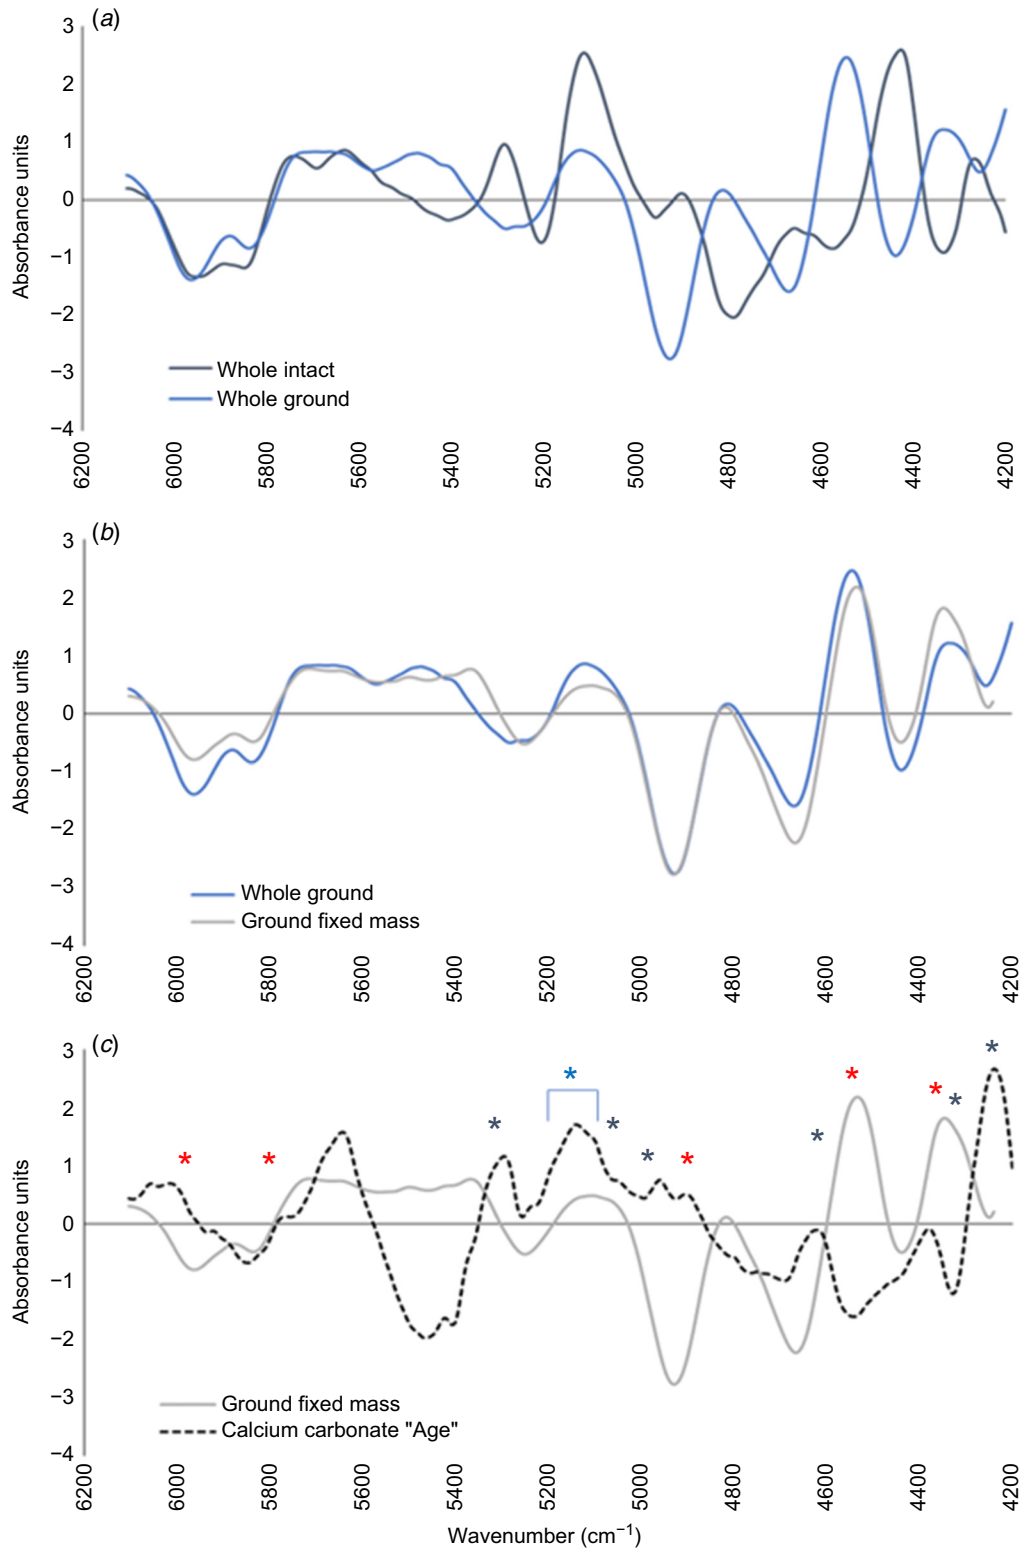 (a)
3
2
1
0
−1
−2
−3
−4
Absorbance units
Whole intact
Whole ground
6200 6000 5800 5600 5400 5200 5000 4800 4600 4400 4200
(b)
3
2
1
0
−1
−2
−3
−4
Absorbance units
Whole ground
Ground fixed mass
6200 6000 5800 5600 5400 5200 5000 4800 4600 4400 4200
(c)
3
2
1
0
−1
−2
−3
−4
Absorbance units
* * * * * * * * * * * *
Ground fixed mass
Calcium carbonate "Age"
6200 6000 5800 5600 5400 5200 5000 4800 4600 4400 4200
Wavenumber (cm−1)